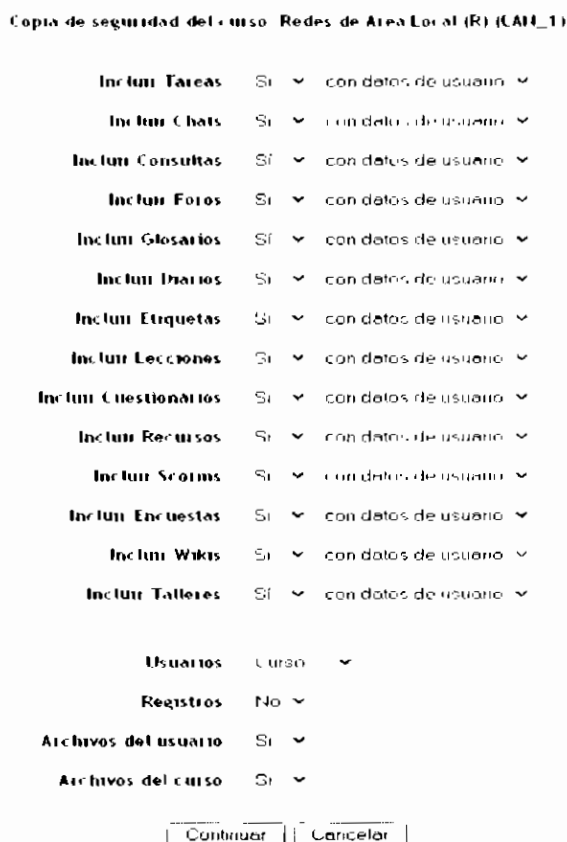 Copia de seguridad del curso: Redes de Area Local (R) (LAN_1)
Incluir Tareas Sí con datos de usuario
Incluir Chats Sí con datos de usuario
Incluir Consultas Sí con datos de usuario
Incluir Foros Sí con datos de usuario
Incluir Glosarios Sí con datos de usuario
Incluir Diarios Sí con datos de usuario
Incluir Etiquetas Sí con datos de usuario
Incluir Lecciones Sí con datos de usuario
Incluir Cuestionarios Sí con datos de usuario
Incluir Recursos Sí con datos de usuario
Incluir Scorms Sí con datos de usuario
Incluir Encuestas Sí con datos de usuario
Incluir Wikis Sí con datos de usuario
Incluir Talleres Sí con datos de usuario
Usuarios Curso
Registros No
Archivos del usuario Sí
Archivos del curso Sí
Continuar Cancelar